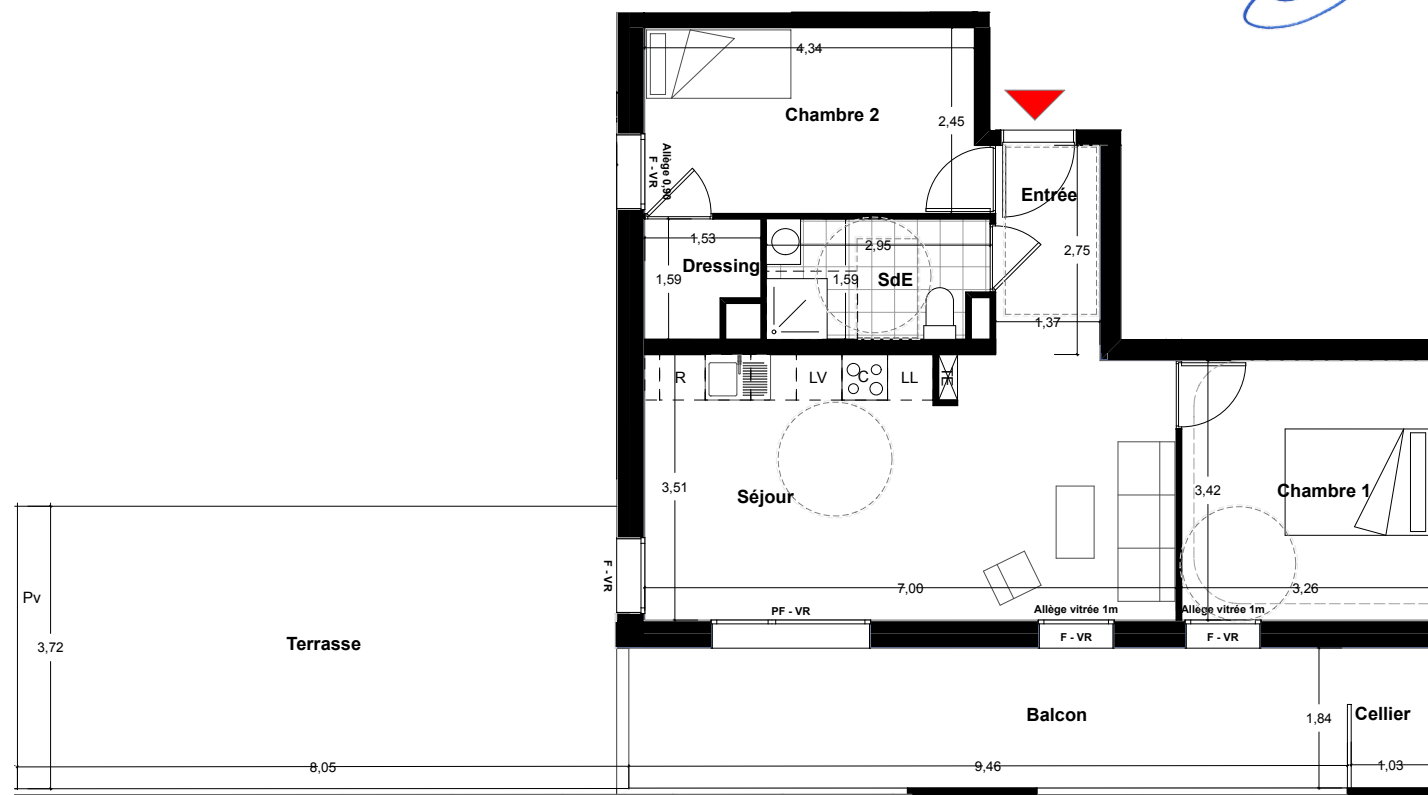 4,34
Chambre 2
2,45
Allège 0,90
F - VR
Entrée
1,53
2,95
2,75
Dressing
1,59
1,59
SdE
1,37
R
LV
C
LL
TE
3,51
Séjour
3,42
Chambre 1
F - VR
7,00
3,26
Pv
PF - VR
Allège vitrée 1m
Allège vitrée 1m
F - VR
F - VR
3,72
Terrasse
Balcon
1,84
Cellier
8,05
9,46
1,03